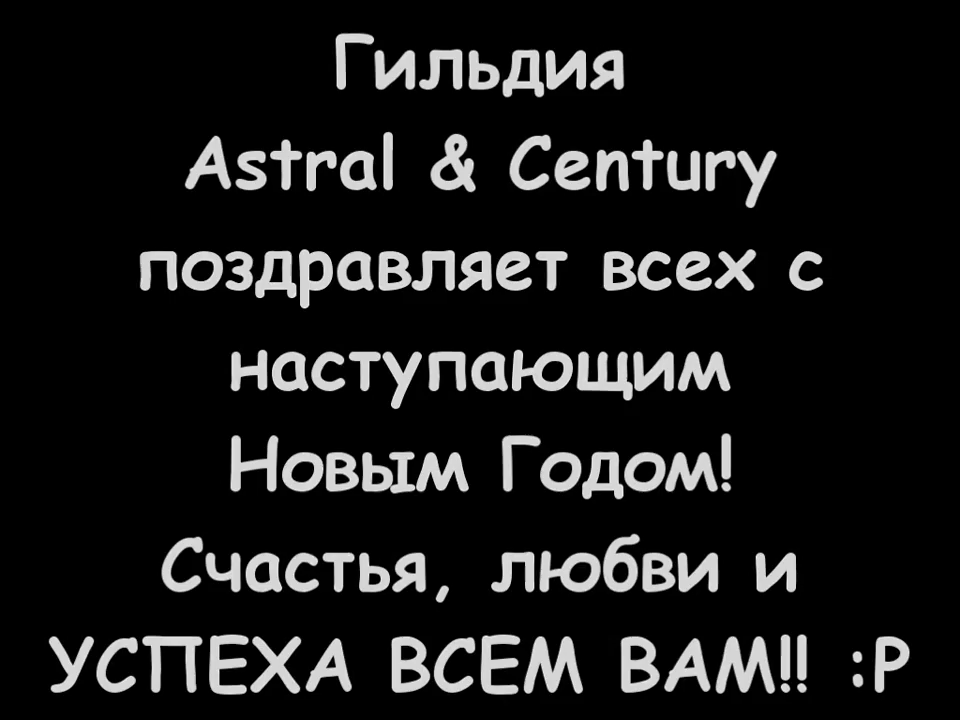 Гильдия
Astral & Century
поздравляет всех с
наступающим
Новым Годом!
Счастья, любви и
УСПЕХА ВСЕМ ВАМ!! :P